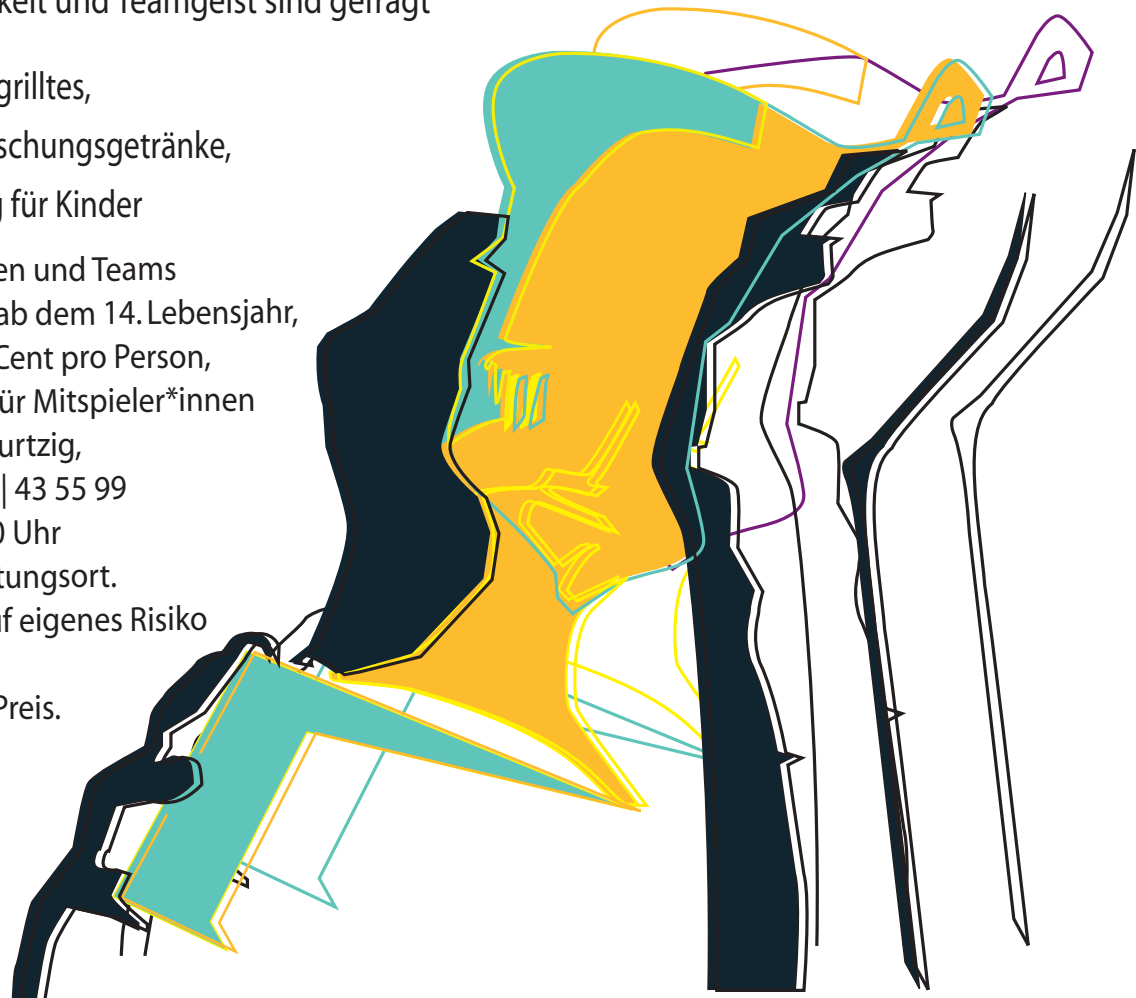 keit und Teamgeist sind gefragt
grilltes,
schungsgetränke,
für Kinder
en und Teams
ab dem 14. Lebensjahr,
Cent pro Person,
ür Mitspieler*innen
urtzig,
| 43 55 99
0 Uhr
tungsort.
uf eigenes Risiko
Preis.